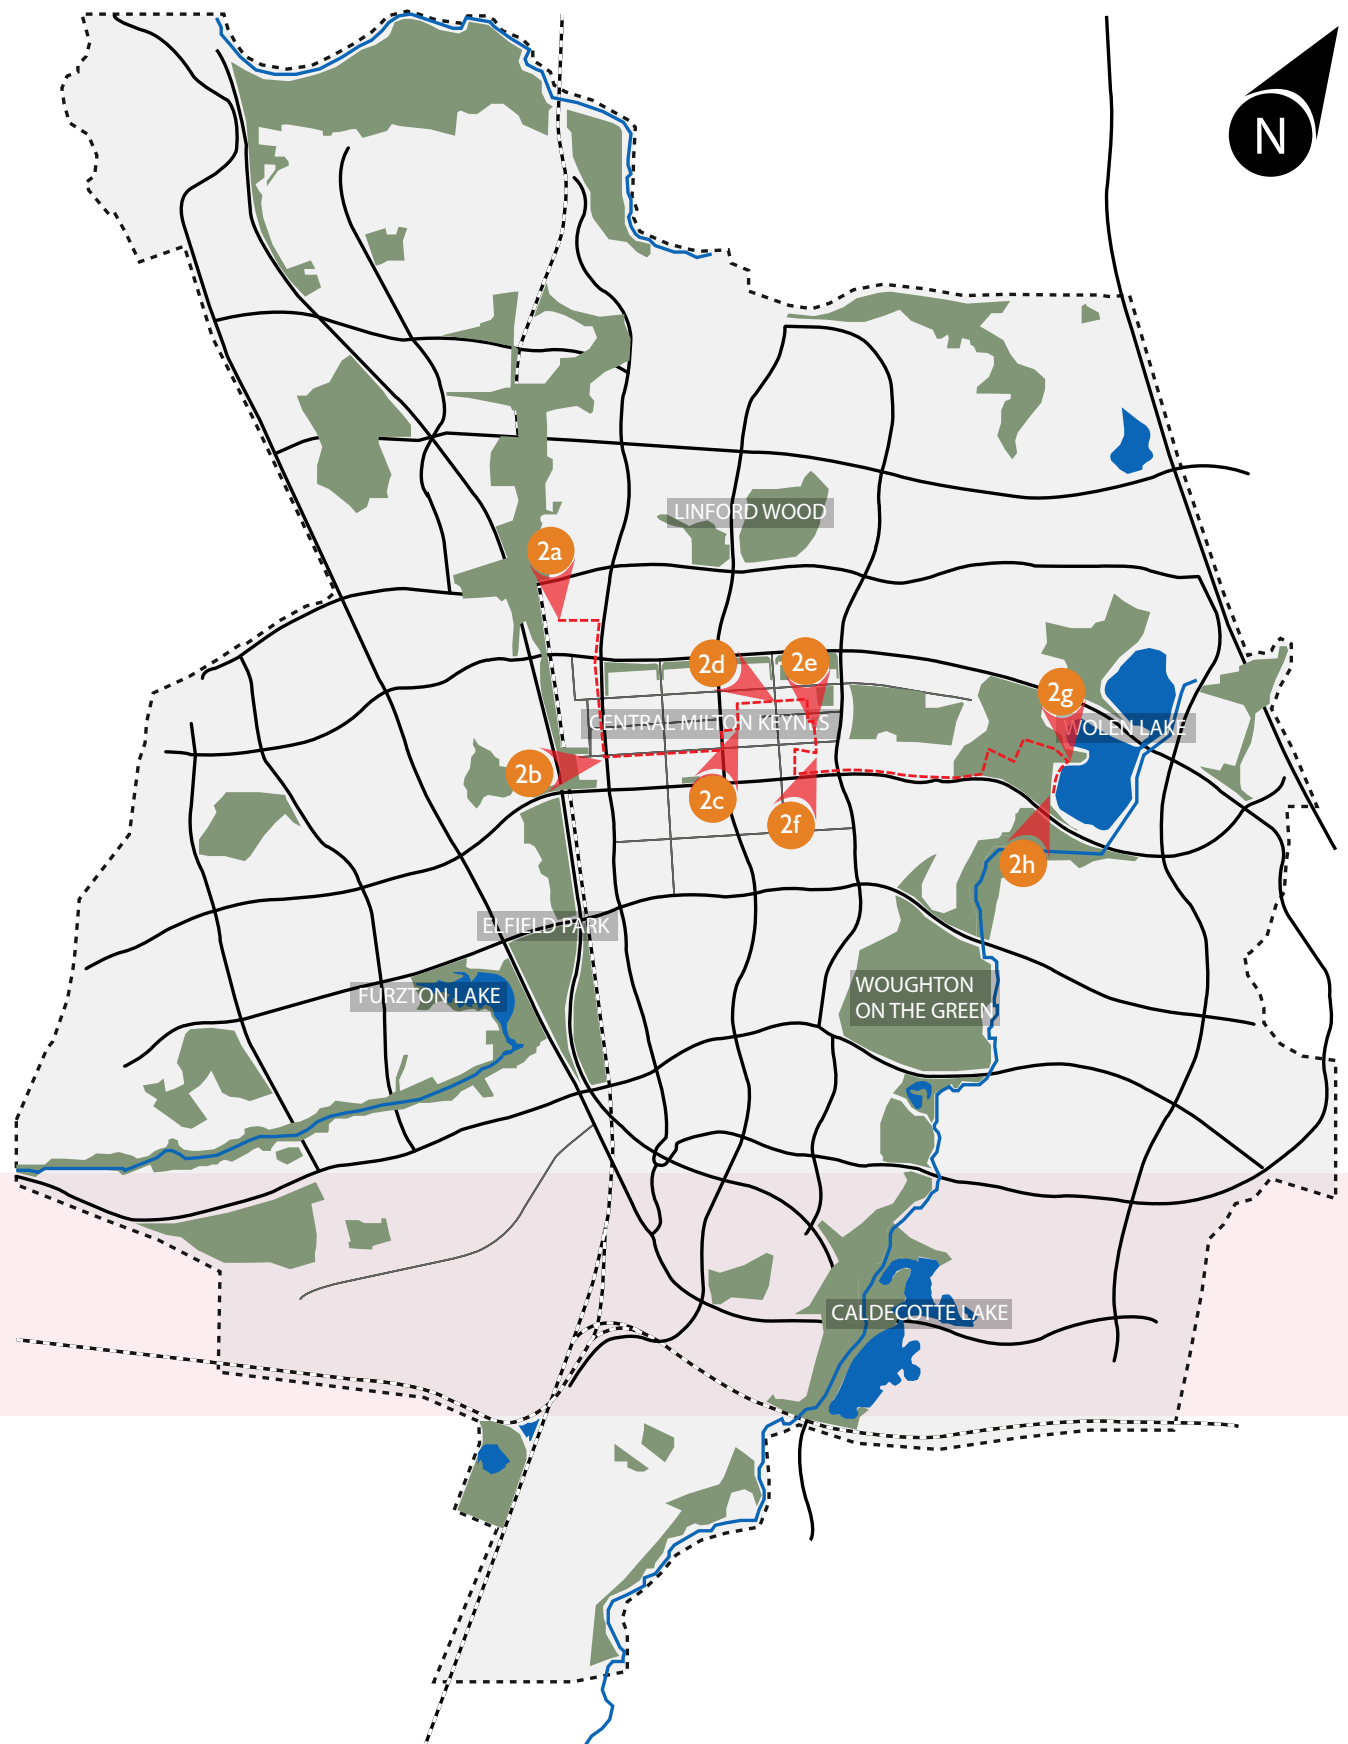 N
LINFORD WOOD
2a
2d
2e
2g
CENTRAL MILTON KEYNES
WOLEN LAKE
2b
2c
2f
2h
ELFIELD PARK
FURZTON LAKE
WOUGHTON
ON THE GREEN
CALDECOTTE LAKE